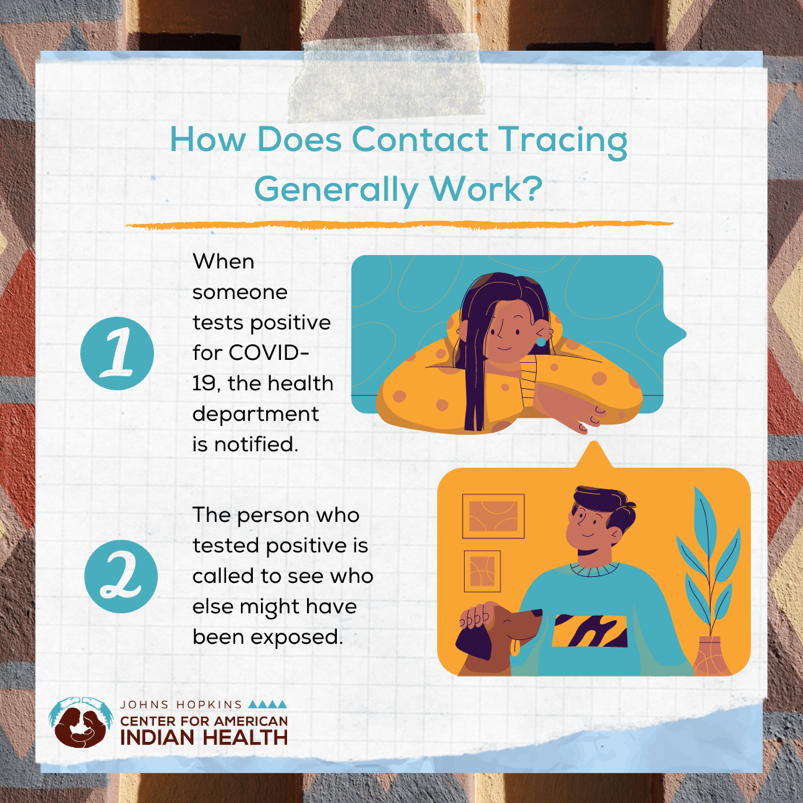 How Does Contact Tracing
Generally Work?
1
When
someone
tests positive
for COVID-
19, the health
department
is notified.
2
The person who
tested positive is
called to see who
else might have
been exposed.
JOHNS HOPKINS
CENTER FOR AMERICAN
INDIAN HEALTH